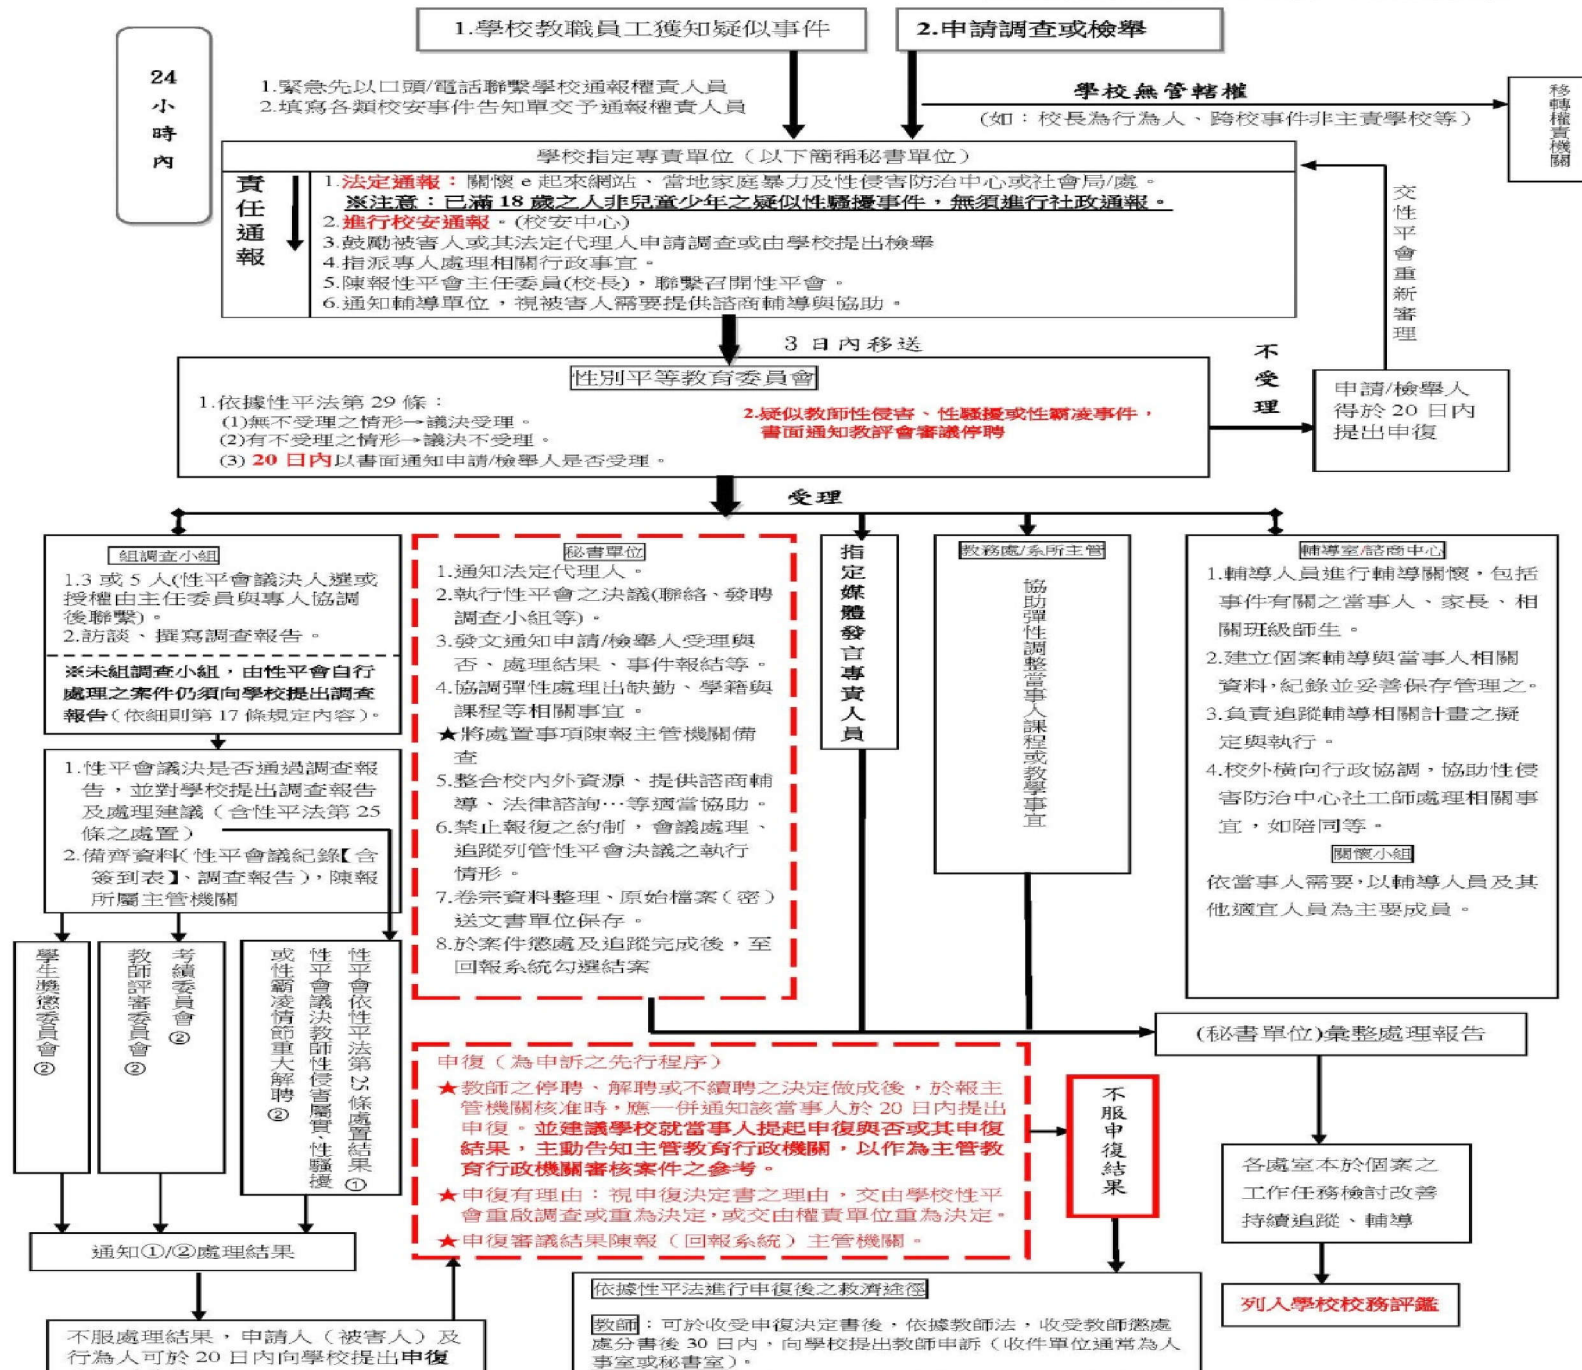 1.學校教職員工獲知疑似事件
2.申請調查或檢舉
24
小
時
內
1.緊急先以口頭/電話聯繫學校通報權責人員
2.填寫各類校安事件告知單交予通報權責人員
學校無管轄權
(如：校長為行為人、跨校事件非主責學校等)
移轉權責機關
學校指定專責單位（以下簡稱秘書單位）
責任通報
1.法定通報：關懷 e 起來網站、當地家庭暴力及性侵害防治中心或社會局/處。
※注意：已滿 18 歲之人非兒童少年之疑似性騷擾事件，無須進行社政通報。
2.進行校安通報。(校安中心)
3.鼓勵被害人或其法定代理人申請調查或由學校提出檢舉
4.指派專人處理相關行政事宜。
5.陳報性平會主任委員(校長)，聯繫召開性平會。
6.通知輔導單位，視被害人需要提供諮商輔導與協助。
交性平會重新審理
3 日內移送
性別平等教育委員會
1.依據性平法第 29 條：
(1)無不受理之情形→議決受理。
(2)有不受理之情形→議決不受理。
(3) 20 日內以書面通知申請/檢舉人是否受理。
2.疑似教師性侵害、性騷擾或性霸凌事件，
書面通知教評會審議停聘
不受理
申請/檢舉人
得於 20 日內
提出申復
受理
組調查小組
1.3 或 5 人(性平會議決人選或
授權由主任委員與專人協調
後聯繫)。
2.訪談、撰寫調查報告。
※未組調查小組，由性平會自行
處理之案件仍須向學校提出調查
報告(依細則第 17 條規定內容)。
1.性平會議決是否通過調查報
告，並對學校提出調查報告
及處理建議（含性平法第 25
條之處置）
2.備齊資料(性平會議紀錄【含
簽到表】、調查報告)，陳報
所屬主管機關
學生獎懲委員會②
考績委員會②
教師評審委員會②
性平會依性平法第 25 條處置結果①
性平會議決教師性侵害屬實、性騷擾
或性霸凌情節重大解聘②
通知①/②處理結果
不服處理結果，申請人（被害人）及
行為人可於 20 日內向學校提出申復
秘書單位
1.通知法定代理人。
2.執行性平會之決議(聯絡、發聘
調查小組等)。
3.發文通知申請/檢舉人受理與
否、處理結果、事件報結等。
4.協調彈性處理出缺勤、學籍與
課程等相關事宜。
★將處置事項陳報主管機關備
查
5.整合校內外資源、提供諮商輔
導、法律諮詢…等適當協助。
6.禁止報復之約制，會議處理、
追蹤列管性平會決議之執行
情形。
7.卷宗資料整理、原始檔案（密）
送文書單位保存。
8.於案件懲處及追蹤完成後，至
回報系統勾選結案
指定媒體發言專責人員
教務處/系所主管
協助彈性調整當事人課程或教學事宜
輔導室/諮商中心
1.輔導人員進行輔導關懷，包括
事件有關之當事人、家長、相
關班級師生。
2.建立個案輔導與當事人相關
資料，紀錄並妥善保存管理之。
3.負責追蹤輔導相關計畫之擬
定與執行。
4.校外橫向行政協調，協助性侵
害防治中心社工師處理相關事
宜，如陪同等。
關懷小組
依當事人需要，以輔導人員及其
他適宜人員為主要成員。
(秘書單位)彙整處理報告
各處室本於個案之
工作任務檢討改善
持續追蹤、輔導
列入學校校務評鑑
申復（為申訴之先行程序）
★教師之停聘、解聘或不續聘之決定做成後，於報主
管機關核准時，應一併通知該當事人於 20 日內提出
申復。並建議學校就當事人提起申復與否或其申復
結果，主動告知主管教育行政機關，以作為主管教
育行政機關審核案件之參考。
★申復有理由：視申復決定書之理由，交由學校性平
會重啟調查或重為決定，或交由權責單位重為決定。
★申復審議結果陳報（回報系統）主管機關。
不服申復結果
依據性平法進行申復後之救濟途徑
教師：可於收受申復決定書後，依據教師法，收受教師懲處
處分書後 30 日內，向學校提出教師申訴（收件單位通常為人
事室或秘書室)。